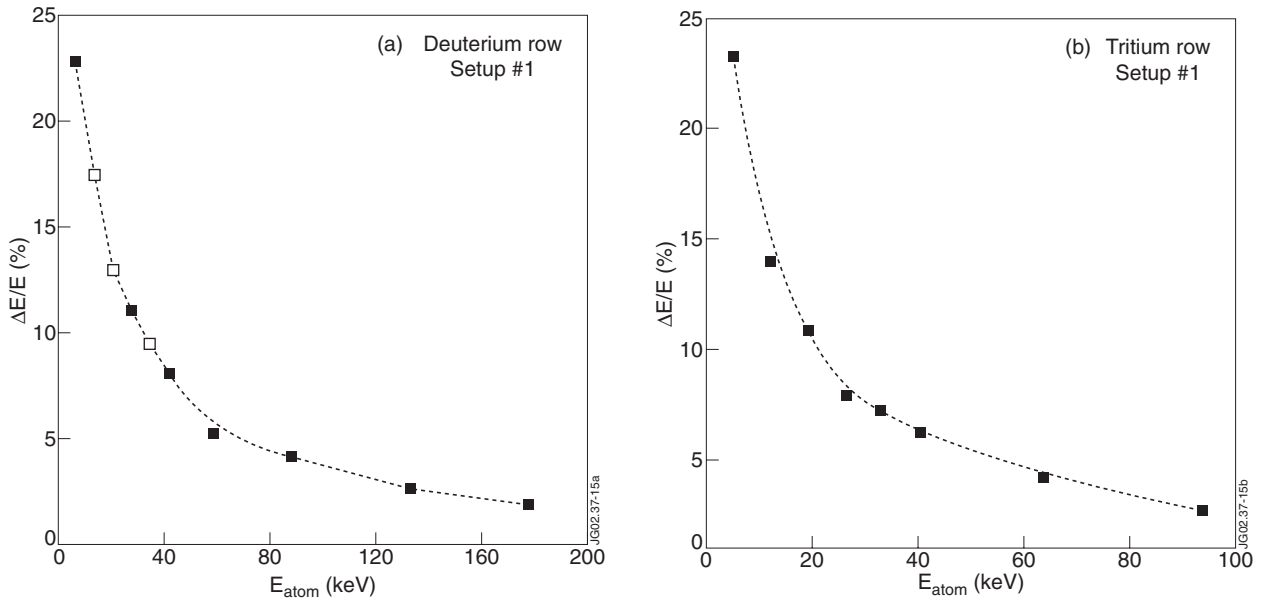 25
20
15
10
5
0
ΔE/E (%)
(a) Deuterium row
Setup #1
0 40 80 120 160 200
E_atom (keV)
JG02.37-15a
25
20
15
10
5
0
ΔE/E (%)
(b) Tritium row
Setup #1
0 20 40 60 80 100
E_atom (keV)
JG02.37-15b